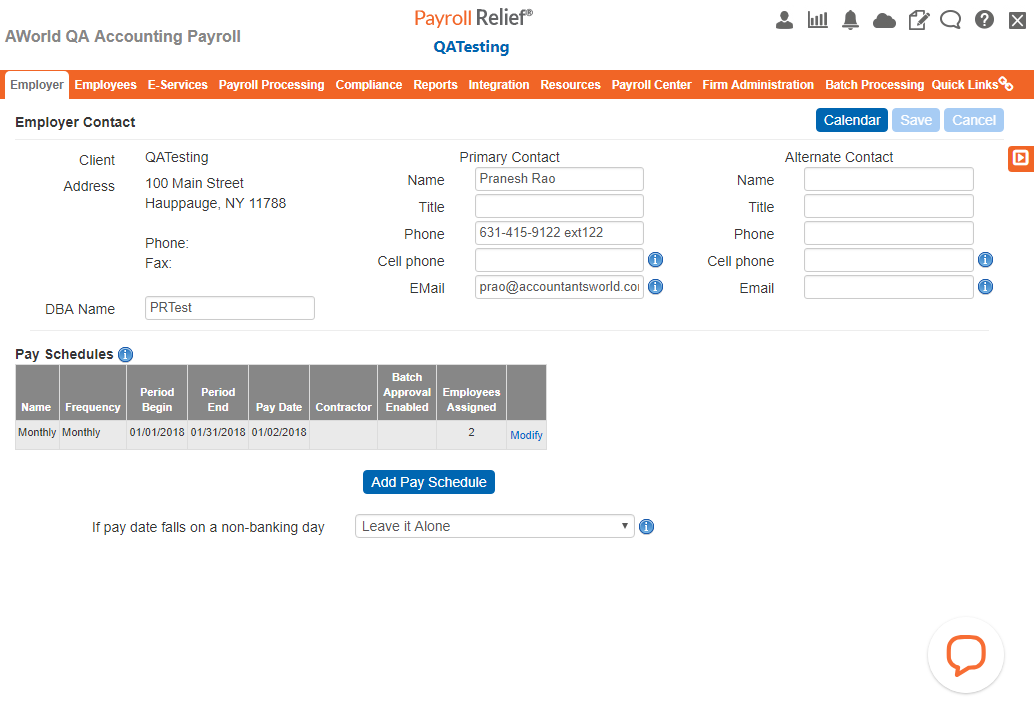 AWorld QA Accounting Payroll
Payroll Relief®
QATesting
Employer Employees E-Services Payroll Processing Compliance Reports Integration Resources Payroll Center Firm Administration Batch Processing Quick Links
Employer Contact
Calendar Save Cancel
Client QATesting
Address 100 Main Street
Hauppauge, NY 11788
Phone:
Fax:
DBA Name PRTest
Primary Contact
Name Pranesh Rao
Title
Phone 631-415-9122 ext122
Cell phone
EMail prao@accountantsworld.co
Alternate Contact
Name
Title
Phone
Cell phone
Email
Pay Schedules
Name Frequency Period Begin Period End Pay Date Contractor Batch Approval Enabled Employees Assigned
Monthly Monthly 01/01/2018 01/31/2018 01/02/2018 2 Modify
Add Pay Schedule
If pay date falls on a non-banking day Leave it Alone